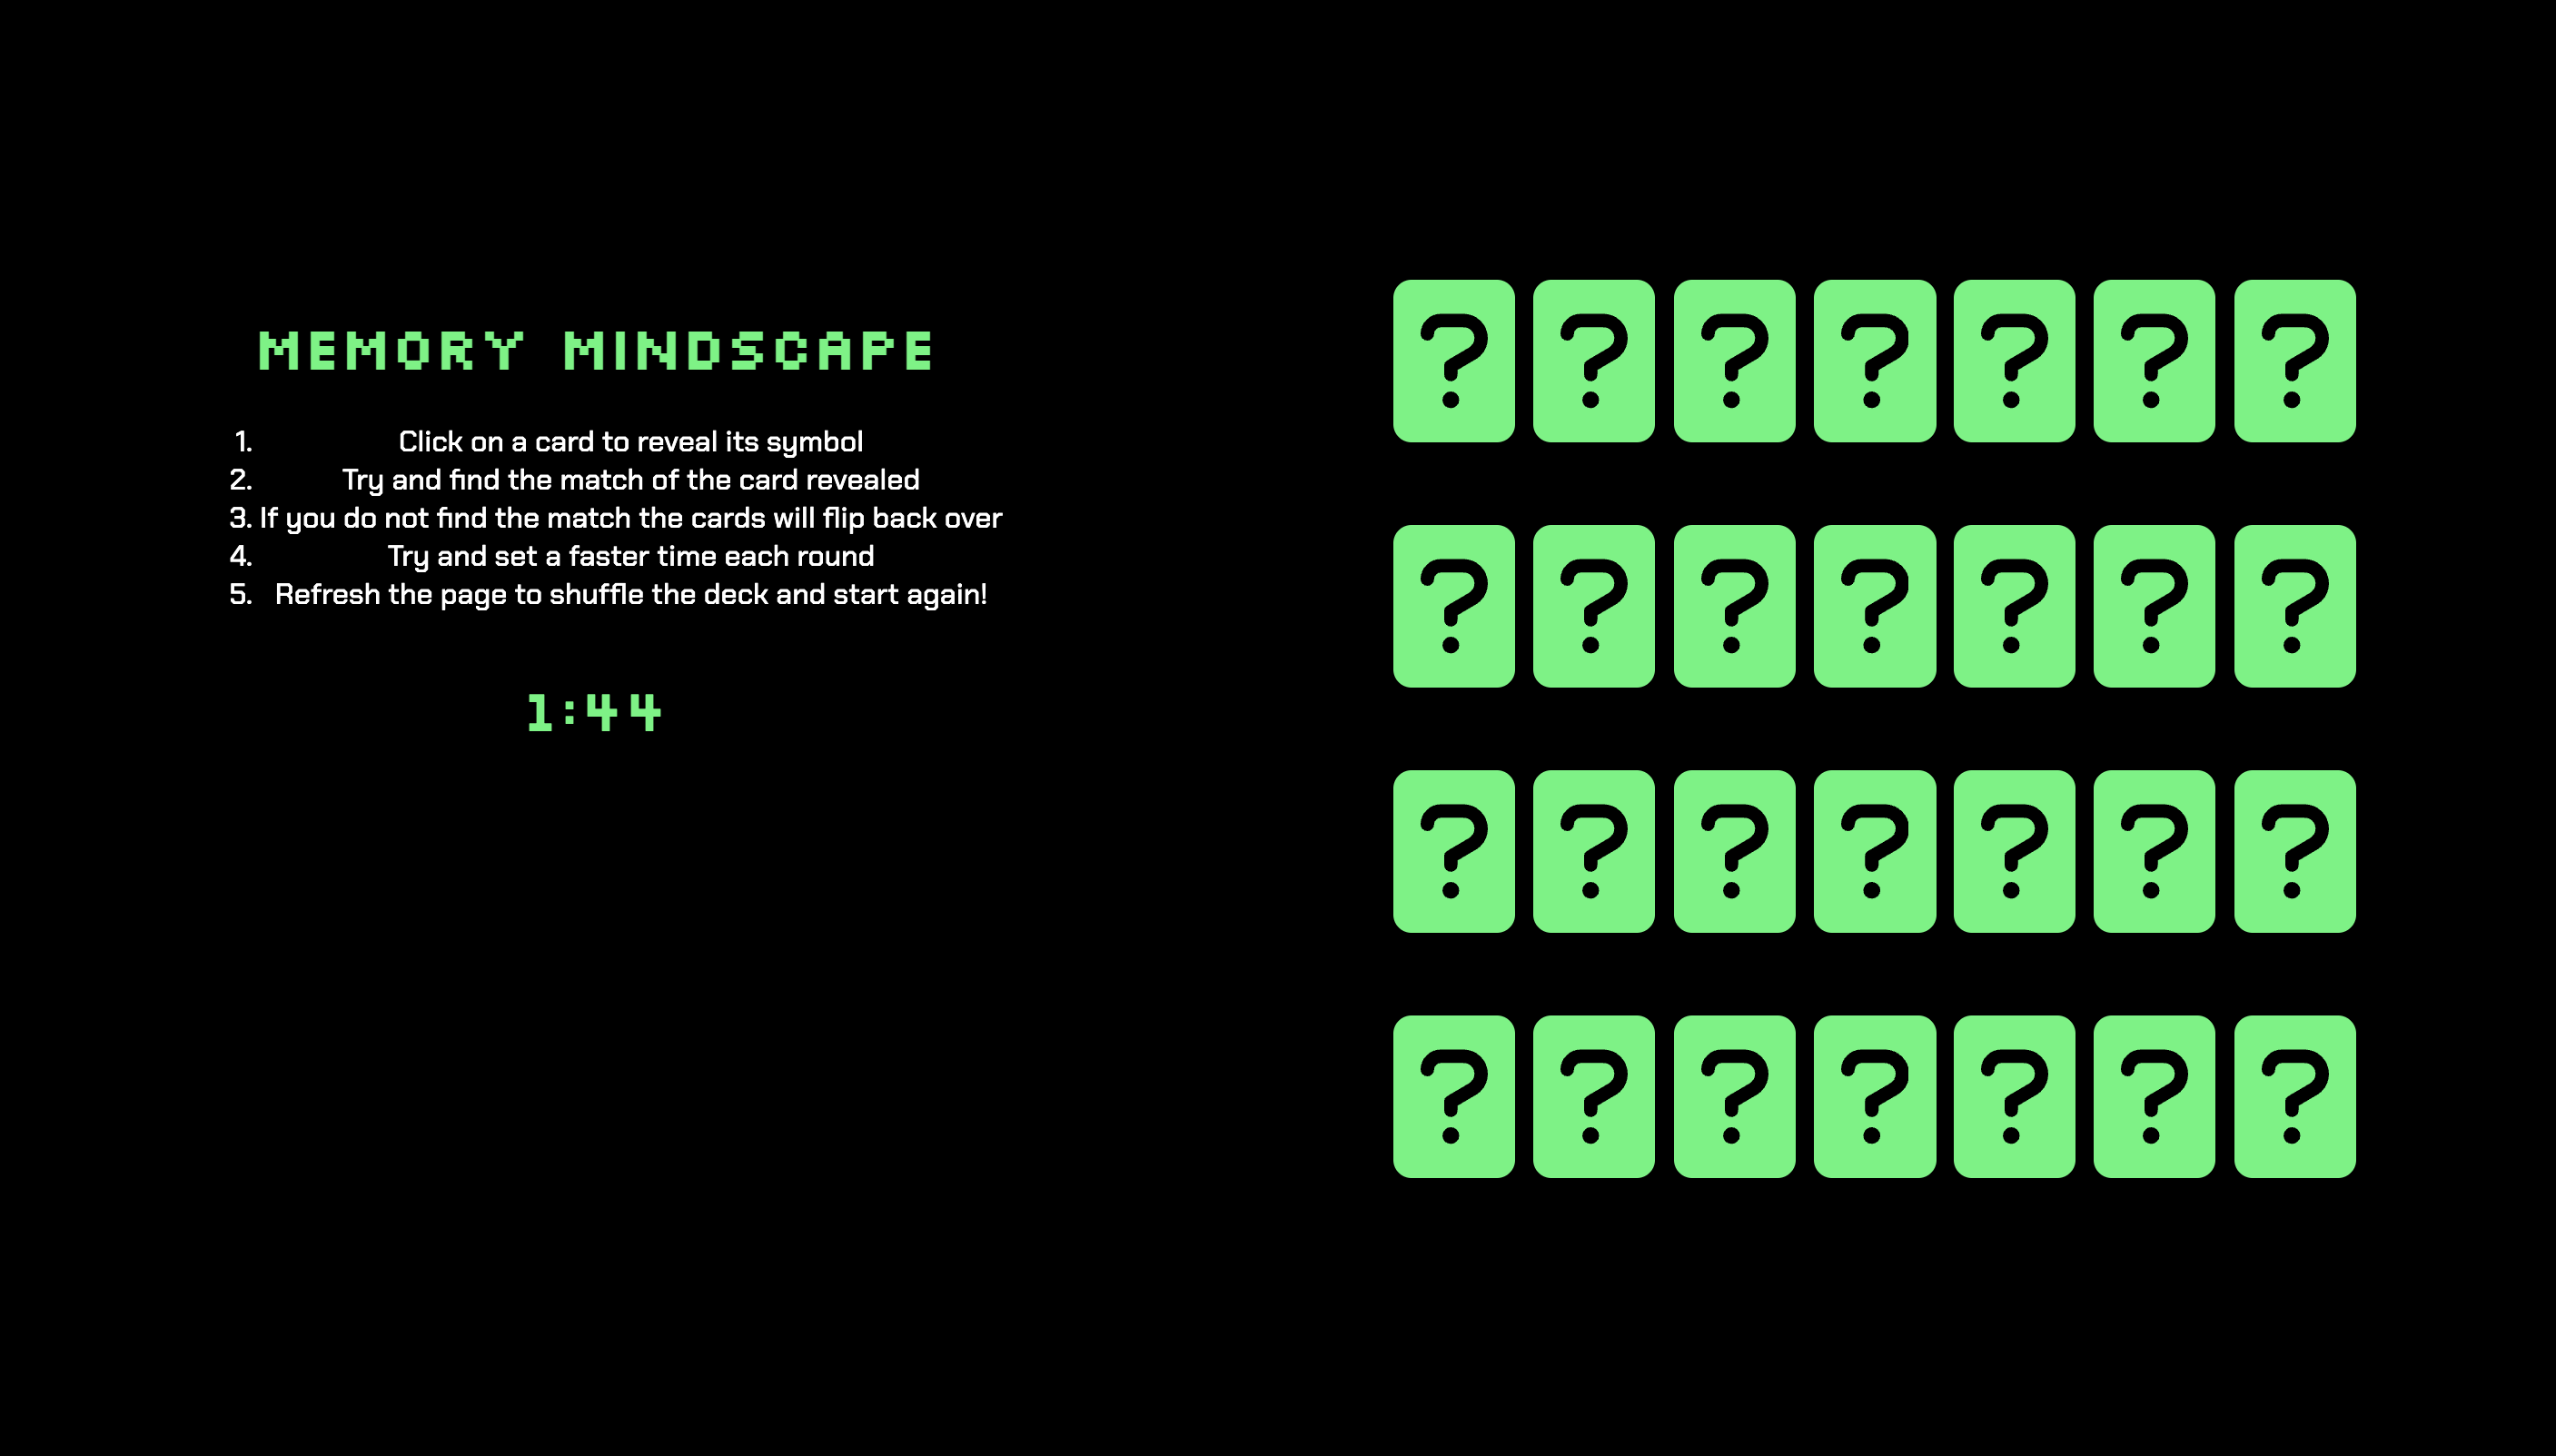 MEMORY MINDSCAPE
1. Click on a card to reveal its symbol
2. Try and find the match of the card revealed
3. If you do not find the match the cards will flip back over
4. Try and set a faster time each round
5. Refresh the page to shuffle the deck and start again!
1:44
? ? ? ? ? ? ?
? ? ? ? ? ? ?
? ? ? ? ? ? ?
? ? ? ? ? ? ?